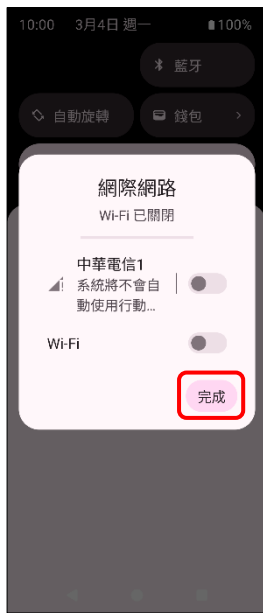 10:00 3月4日 週一 100%
藍牙
自動旋轉 錢包
網際網路
Wi-Fi 已關閉
中華電信1
系統將不會自
動使用行動...
Wi-Fi
完成